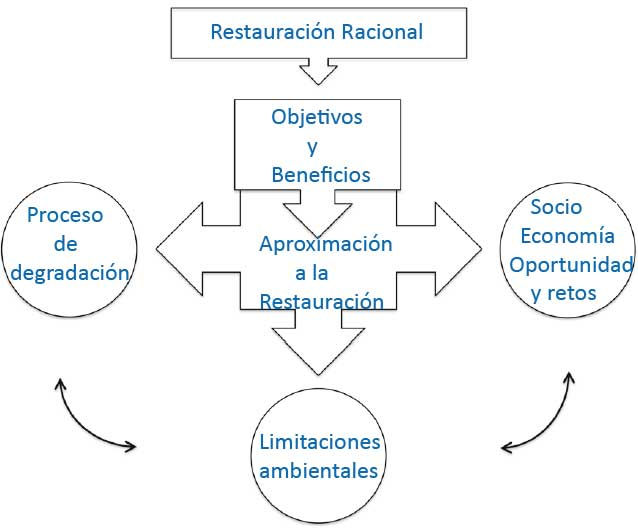 Restauración Racional
Objetivos
y
Beneficios
Proceso
de
degradación
Aproximación
a la
Restauración
Socio
Economía
Oportunidad
y retos
Limitaciones
ambientales